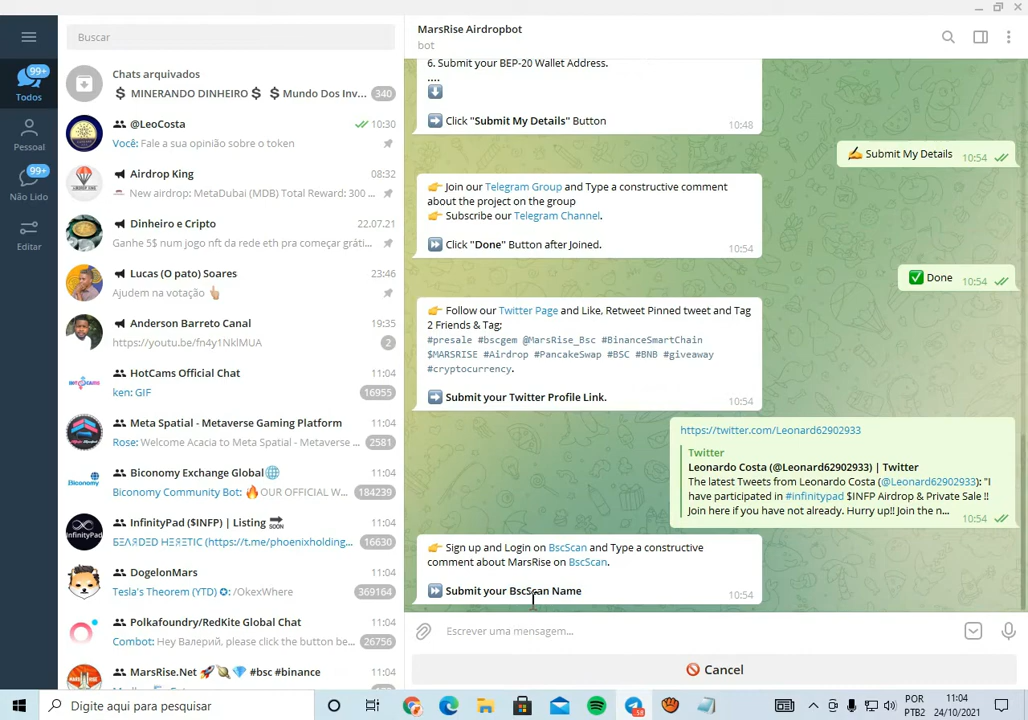 Buscar
MarsRise Airdropbot
bot
99+
Todos
Pessoal
99+
Não Lido
Editar
Chats arquivados
$ MINERANDO DINHEIRO $ $ Mundo Dos Inv... 340
@LeoCosta 10:30
Você: Fale a sua opinião sobre o token
Airdrop King 08:32
New airdrop: MetaDubai (MDB) Total Reward: 300 ...
Dinheiro e Cripto 22.07.21
Ganhe 5$ num jogo nft da rede eth pra começar gráti...
Lucas (O pato) Soares 23:46
Ajudem na votação
Anderson Barreto Canal 19:35
https://youtu.be/fn4y1NklMUA 2
HotCams Official Chat 11:04
ken: GIF 16955
Meta Spatial - Metaverse Gaming Platform 11:04
Rose: Welcome Acacia to Meta Spatial - Metaverse ... 2581
Biconomy Exchange Global 11:04
Biconomy Community Bot: OUR OFFICIAL W... 184239
InfinityPad ($INFP) | Listing SOON 11:04
(https://t.me/phoenixholding... 16630
DogelonMars 11:04
Tesla's Theorem (YTD) : /OkexWhere 369164
Polkafoundry/RedKite Global Chat 11:04
Combot: Hey Валерий, please click the button be... 26756
MarsRise.Net #bsc #binance 11:04
6. Submit your BEP-20 Wallet Address.
....
Click "Submit My Details" Button 10:48
Submit My Details 10:54
Join our Telegram Group and Type a constructive comment
about the project on the group
Subscribe our Telegram Channel.
Click "Done" Button after Joined. 10:54
Done 10:54
Follow our Twitter Page and Like, Retweet Pinned tweet and Tag
2 Friends & Tag;
#presale #bscgem @MarsRise_Bsc #BinanceSmartChain
$MARSRISE #Airdrop #PancakeSwap #BSC #BNB #giveaway
#cryptocurrency.
Submit your Twitter Profile Link. 10:54
https://twitter.com/Leonard62902933
Twitter
Leonardo Costa (@Leonard62902933) | Twitter
The latest Tweets from Leonardo Costa (@Leonard62902933): "I
have participated in #infinitypad $INFP Airdrop & Private Sale !!
Join here if you have not already. Hurry up!! Join the n... 10:54
Sign up and Login on BscScan and Type a constructive
comment about MarsRise on BscScan.
Submit your BscScan Name 10:54
Escrever uma mensagem...
Cancel
Digite aqui para pesquisar
POR
PTB2
11:04
24/10/2021